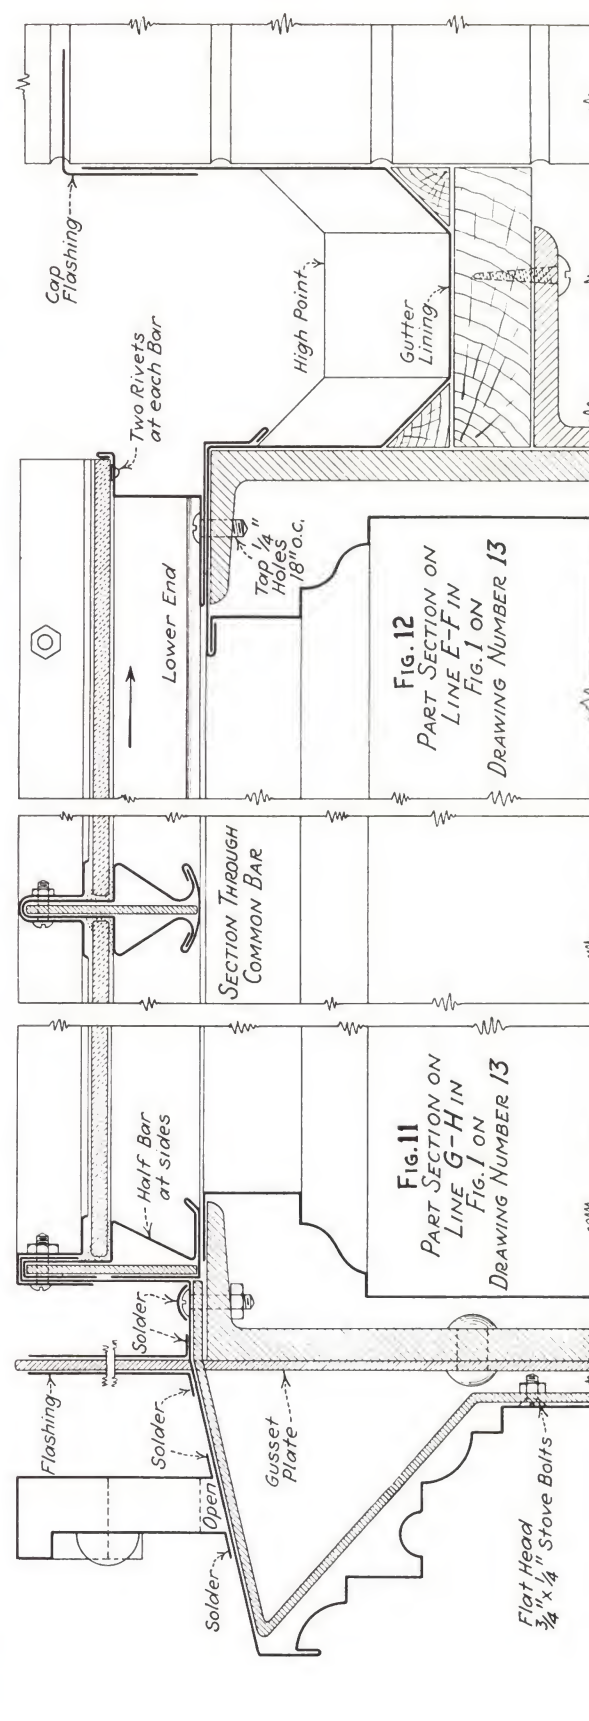 Cap
Flashing
Two Rivets
at each Bar
High Point
Gutter
Lining
Lower End
Tap 1/4"
Holes
18" o.c.
FIG. 12
PART SECTION ON
LINE E-F IN
FIG. 1 ON
DRAWING NUMBER 13
SECTION THROUGH
COMMON BAR
Half Bar
at sides
FIG. 11
PART SECTION ON
LINE G-H IN
FIG. 1 ON
DRAWING NUMBER 13
Solder
Flashing
Solder
Gusset
Plate
Open
Solder
Flat Head
3/4" x 1/4" Stove Bolts